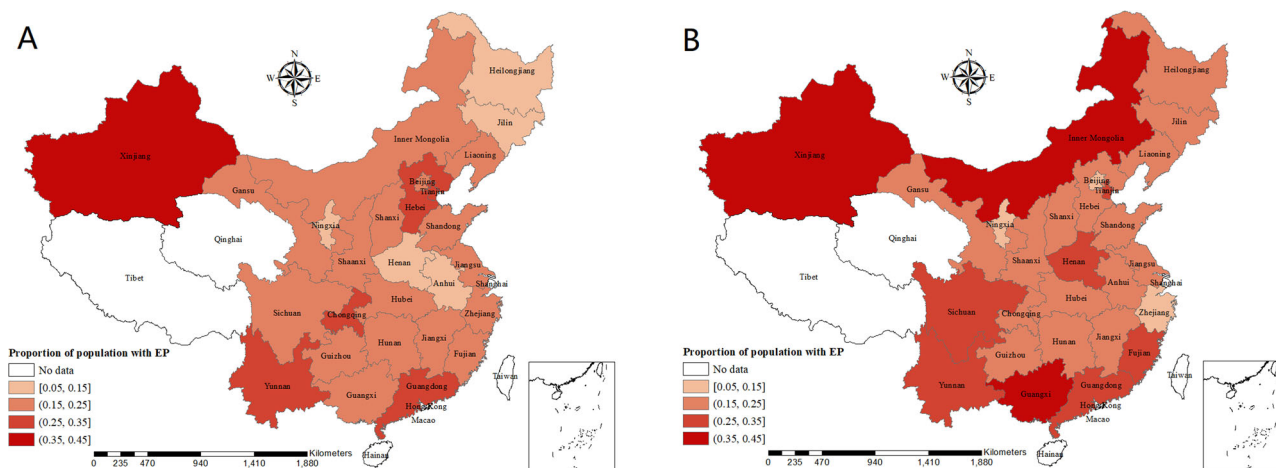 A
N
W E
S
Heilongjiang
Jilin
Inner Mongolia
Liaoning
Xinjiang
Gansu
Beijing
Tianjin
Hebei
Ningxia
Shanxi
Shandong
Qinghai
Shaanxi
Henan
Jiangsu
Tibet
Anhui
Shanghai
Hubei
Sichuan
Chongqing
Zhejiang
Hunan
Jiangxi
Guizhou
Fujian
Yunnan
Guangxi
Guangdong
Taiwan
Hong Kong
Macao
Hainan
Proportion of population with EP
No data
[0.05, 0.15]
(0.15, 0.25]
(0.25, 0.35]
(0.35, 0.45]
Kilometers
0 235 470 940 1,410 1,880
B
N
W E
S
Heilongjiang
Jilin
Inner Mongolia
Liaoning
Xinjiang
Gansu
Beijing
Tianjin
Hebei
Ningxia
Shanxi
Shandong
Qinghai
Shaanxi
Henan
Jiangsu
Tibet
Anhui
Shanghai
Hubei
Sichuan
Chongqing
Zhejiang
Hunan
Jiangxi
Guizhou
Fujian
Yunnan
Guangxi
Guangdong
Taiwan
Hong Kong
Macao
Hainan
Proportion of population with EP
No data
[0.05, 0.15]
(0.15, 0.25]
(0.25, 0.35]
(0.35, 0.45]
Kilometers
0 235 470 940 1,410 1,880